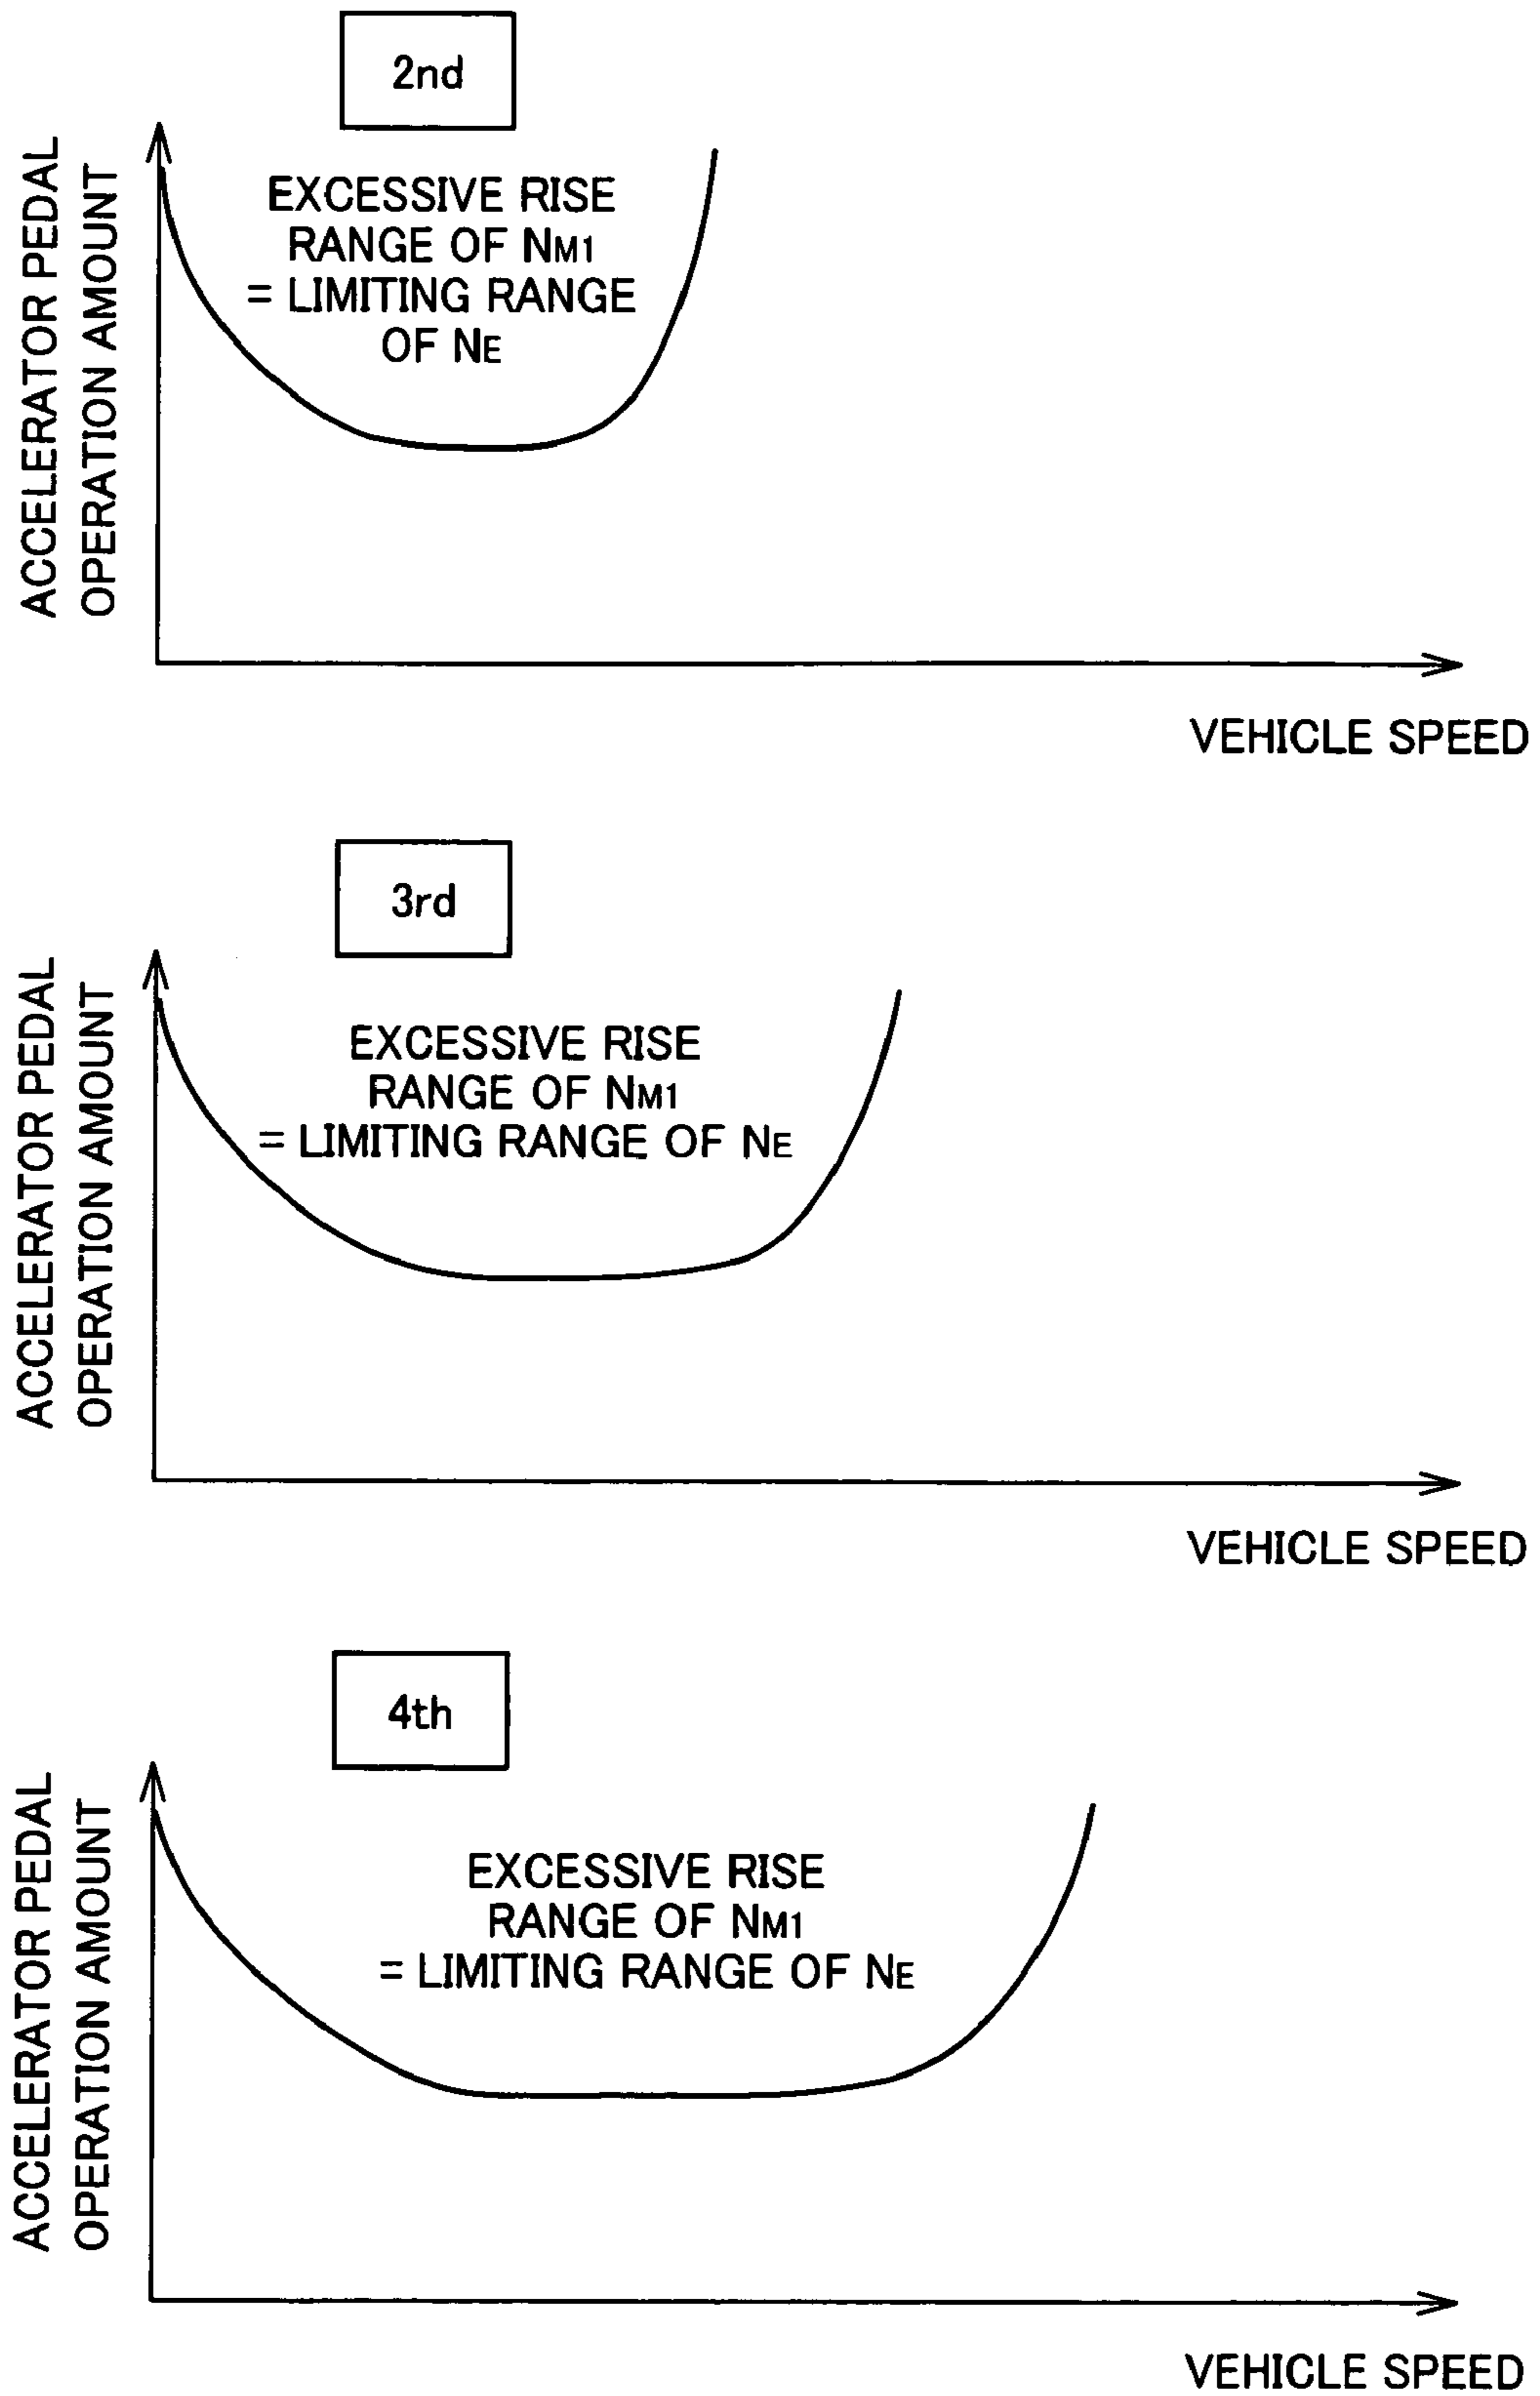 2nd
ACCELERATOR PEDAL
OPERATION AMOUNT
EXCESSIVE RISE
RANGE OF NM1
= LIMITING RANGE
OF NE
VEHICLE SPEED
3rd
ACCELERATOR PEDAL
OPERATION AMOUNT
EXCESSIVE RISE
RANGE OF NM1
= LIMITING RANGE OF NE
VEHICLE SPEED
4th
ACCELERATOR PEDAL
OPERATION AMOUNT
EXCESSIVE RISE
RANGE OF NM1
= LIMITING RANGE OF NE
VEHICLE SPEED